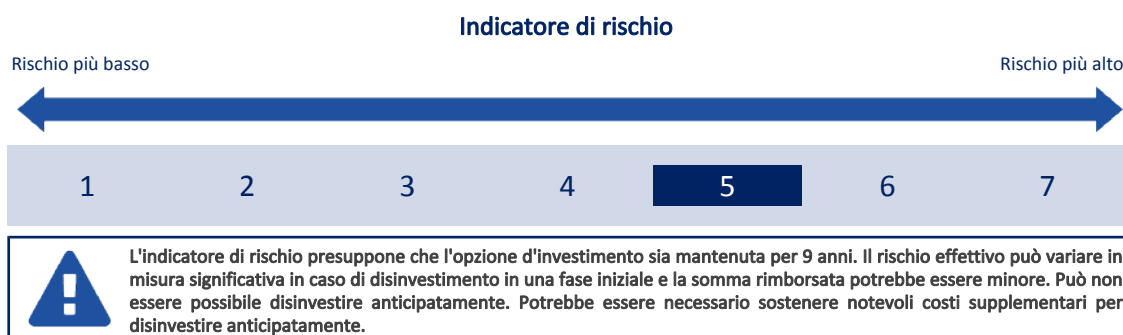 Indicatore di rischio
Rischio più basso
Rischio più alto
1 2 3 4 5 6 7
L'indicatore di rischio presuppone che l'opzione d'investimento sia mantenuta per 9 anni. Il rischio effettivo può variare in
misura significativa in caso di disinvestimento in una fase iniziale e la somma rimborsata potrebbe essere minore. Può non
essere possibile disinvestire anticipatamente. Potrebbe essere necessario sostenere notevoli costi supplementari per
disinvestire anticipatamente.